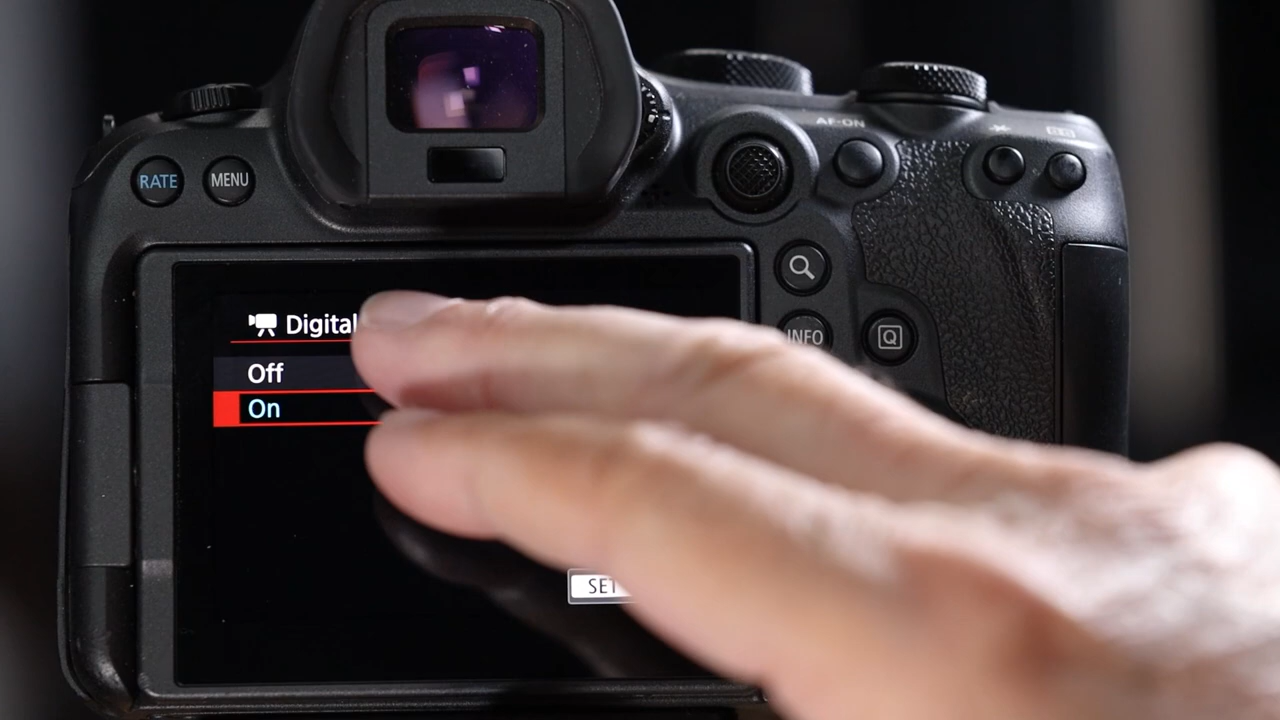 AF-ON
RATE
MENU
INFO
Q
Digital
Off
On
SET